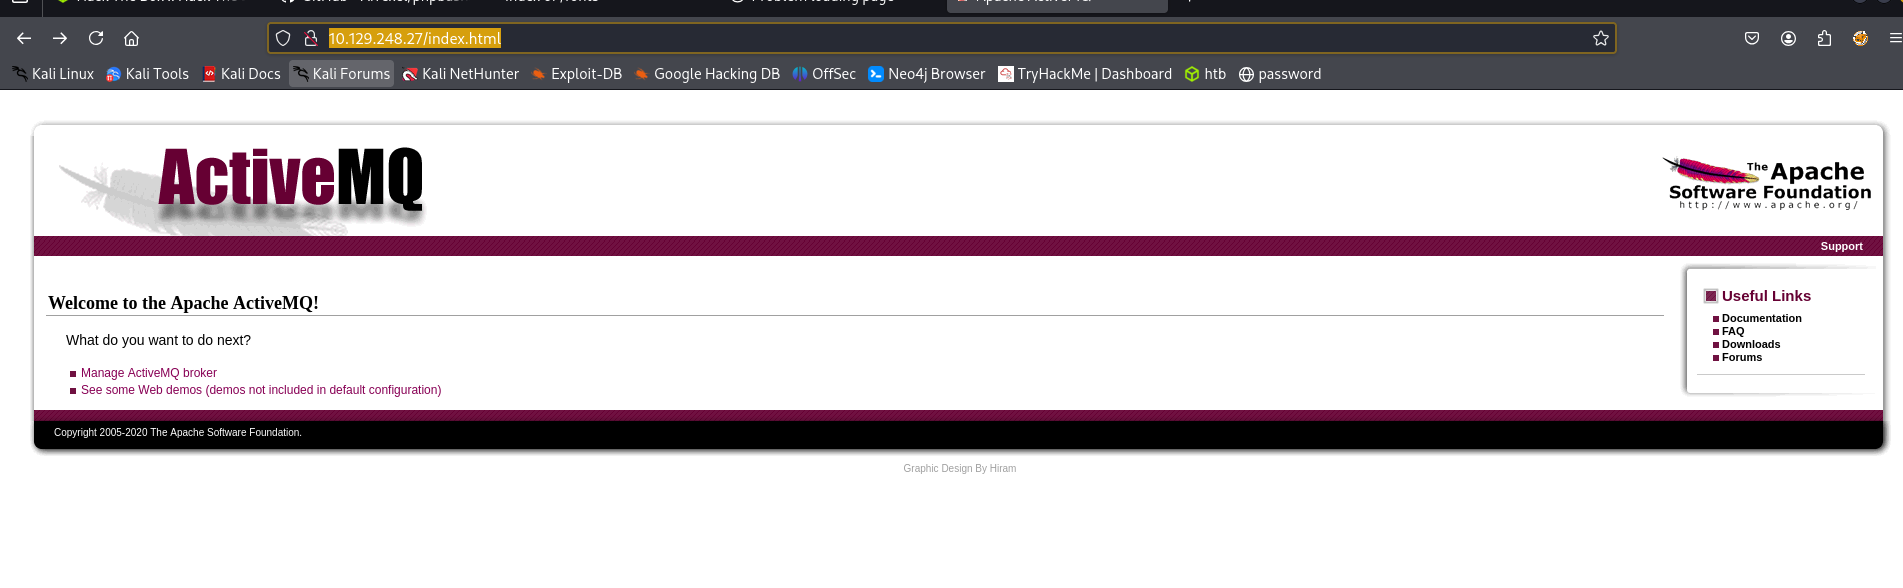 10.129.248.27/index.html
Kali Linux Kali Tools Kali Docs Kali Forums Kali NetHunter Exploit-DB Google Hacking DB OffSec Neo4j Browser TryHackMe | Dashboard htb password
ActiveMQ
The Apache
Software Foundation
http://www.apache.org/
Support
Welcome to the Apache ActiveMQ!
What do you want to do next?
Manage ActiveMQ broker
See some Web demos (demos not included in default configuration)
Useful Links
Documentation
FAQ
Downloads
Forums
Copyright 2005-2020 The Apache Software Foundation.
Graphic Design By Hiram